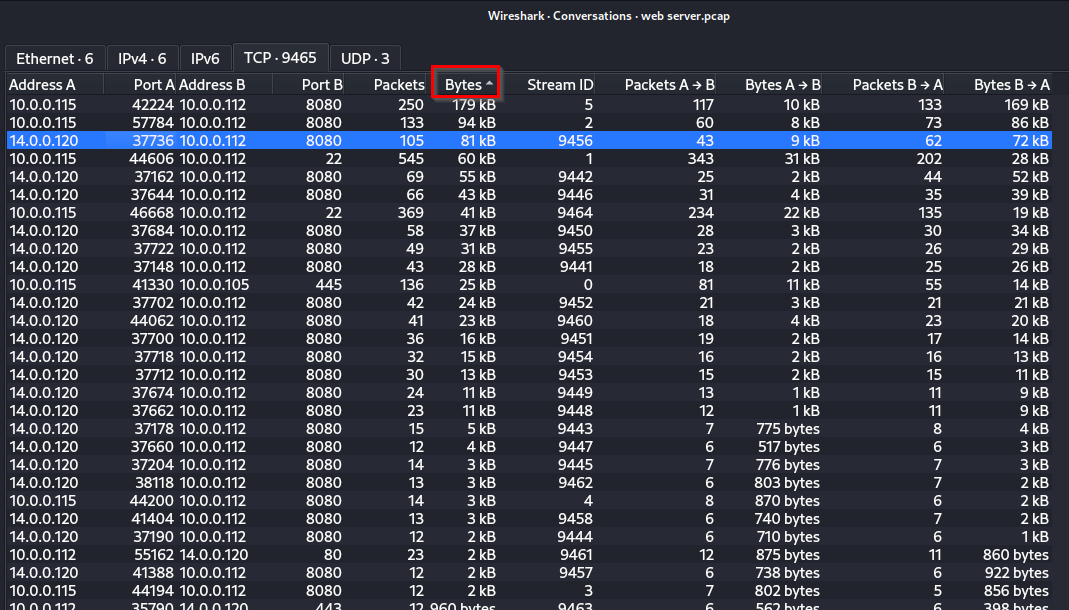 Wireshark · Conversations · web server.pcap
Ethernet · 6 IPv4 · 6 IPv6 TCP · 9465 UDP · 3
Address A Port A Address B Port B Packets Bytes Stream ID Packets A → B Bytes A → B Packets B → A Bytes B → A
10.0.0.115 42224 10.0.0.112 8080 250 179 kB 5 117 10 kB 133 169 kB
10.0.0.115 57784 10.0.0.112 8080 133 94 kB 2 60 8 kB 73 86 kB
14.0.0.120 37736 10.0.0.112 8080 105 81 kB 9456 43 9 kB 62 72 kB
10.0.0.115 44606 10.0.0.112 22 545 60 kB 1 343 31 kB 202 28 kB
14.0.0.120 37162 10.0.0.112 8080 69 55 kB 9442 25 2 kB 44 52 kB
14.0.0.120 37644 10.0.0.112 8080 66 43 kB 9446 31 4 kB 35 39 kB
10.0.0.115 46668 10.0.0.112 22 369 41 kB 9464 234 22 kB 135 19 kB
14.0.0.120 37684 10.0.0.112 8080 58 37 kB 9450 28 3 kB 30 34 kB
14.0.0.120 37722 10.0.0.112 8080 49 31 kB 9455 23 2 kB 26 29 kB
14.0.0.120 37148 10.0.0.112 8080 43 28 kB 9441 18 2 kB 25 26 kB
10.0.0.115 41330 10.0.0.105 445 136 25 kB 0 81 11 kB 55 14 kB
14.0.0.120 37702 10.0.0.112 8080 42 24 kB 9452 21 3 kB 21 21 kB
14.0.0.120 44062 10.0.0.112 8080 41 23 kB 9460 18 4 kB 23 20 kB
14.0.0.120 37700 10.0.0.112 8080 36 16 kB 9451 19 2 kB 17 14 kB
14.0.0.120 37718 10.0.0.112 8080 32 15 kB 9454 16 2 kB 16 13 kB
14.0.0.120 37712 10.0.0.112 8080 30 13 kB 9453 15 2 kB 15 11 kB
14.0.0.120 37674 10.0.0.112 8080 24 11 kB 9449 13 1 kB 11 9 kB
14.0.0.120 37662 10.0.0.112 8080 23 11 kB 9448 12 1 kB 11 9 kB
14.0.0.120 37178 10.0.0.112 8080 15 5 kB 9443 7 775 bytes 8 4 kB
14.0.0.120 37660 10.0.0.112 8080 12 4 kB 9447 6 517 bytes 6 3 kB
14.0.0.120 37204 10.0.0.112 8080 14 3 kB 9445 7 776 bytes 7 3 kB
14.0.0.120 38118 10.0.0.112 8080 13 3 kB 9462 6 803 bytes 7 2 kB
10.0.0.115 44200 10.0.0.112 8080 14 3 kB 4 8 870 bytes 6 2 kB
14.0.0.120 41404 10.0.0.112 8080 13 3 kB 9458 6 740 bytes 7 2 kB
14.0.0.120 37190 10.0.0.112 8080 12 2 kB 9444 6 710 bytes 6 1 kB
10.0.0.112 55162 14.0.0.120 80 23 2 kB 9461 12 875 bytes 11 860 bytes
14.0.0.120 41388 10.0.0.112 8080 12 2 kB 9457 6 738 bytes 6 922 bytes
10.0.0.115 44194 10.0.0.112 8080 12 2 kB 3 7 802 bytes 5 856 bytes
10.0.0.112 35790 14.0.0.120 443 12 960 bytes 9463 6 562 bytes 6 398 bytes